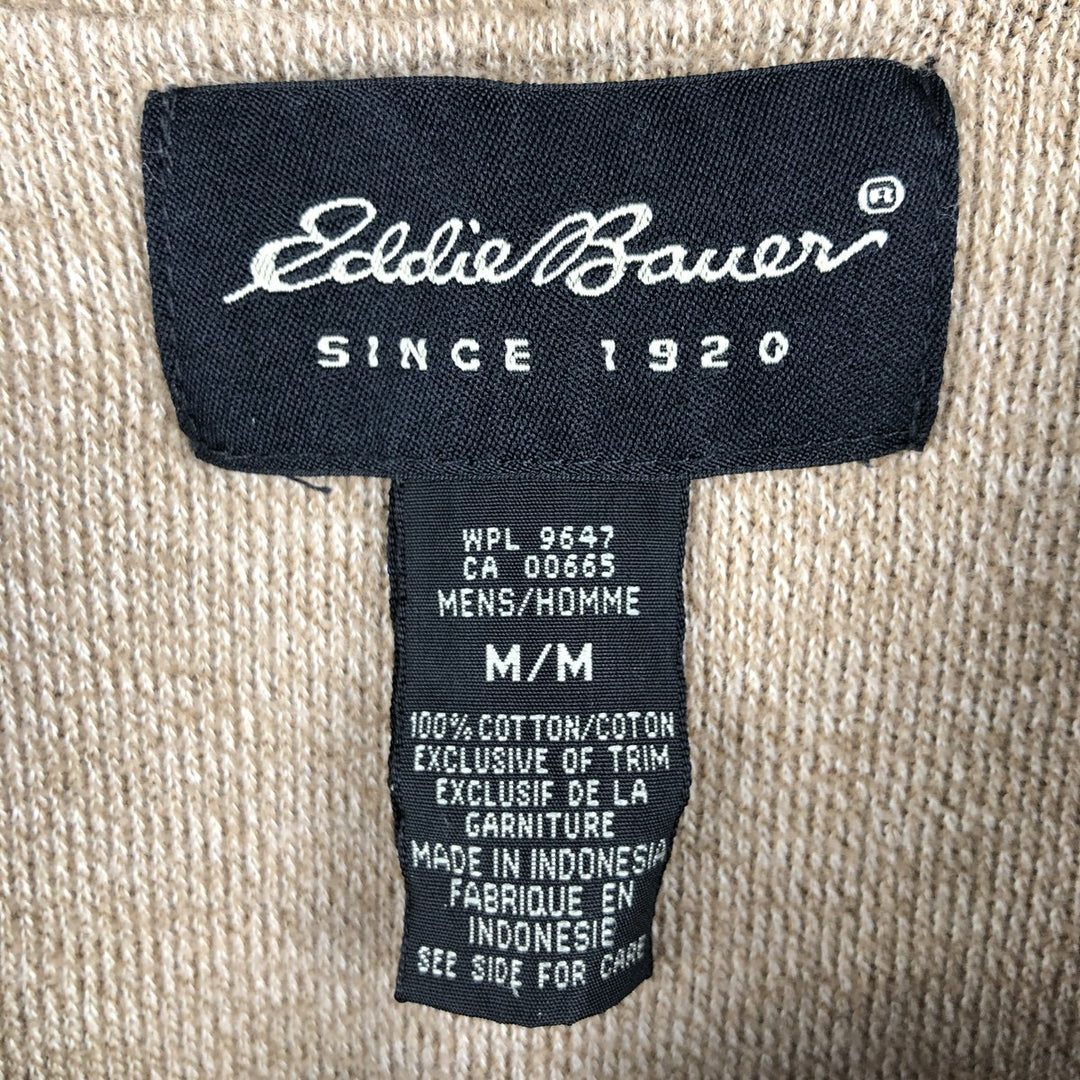 Eddie Bauer®
SINCE 1920
WPL 9647
CA 00665
MENS/HOMME
M/M
100% COTTON/COTON
EXCLUSIVE OF TRIM
EXCLUSIF DE LA
GARNITURE
MADE IN INDONESIA
FABRIQUE EN
INDONESIE
SEE SIDE FOR CARE